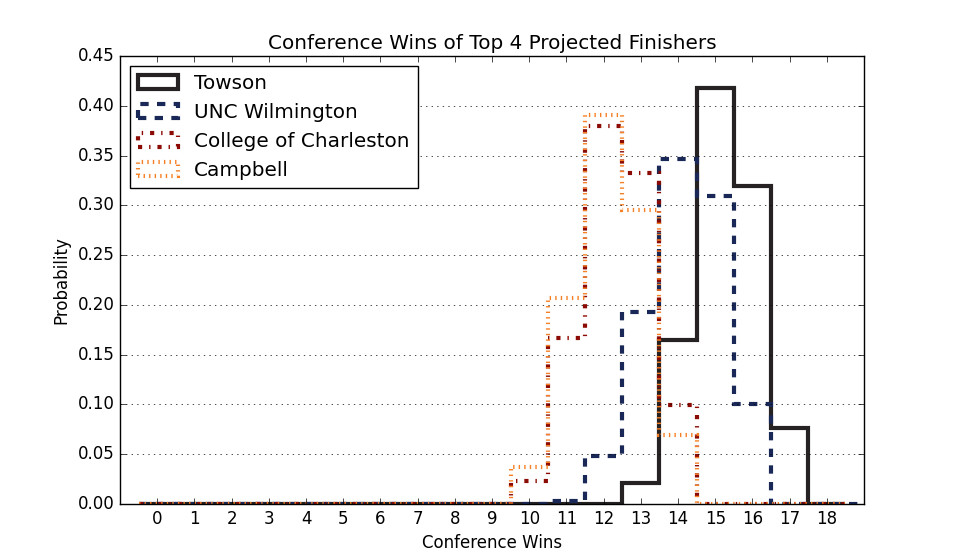 Conference Wins of Top 4 Projected Finishers
0.45
0.40
0.35
0.30
0.25
0.20
0.15
0.10
0.05
0.00
Probability
Towson
UNC Wilmington
College of Charleston
Campbell
0 1 2 3 4 5 6 7 8 9 10 11 12 13 14 15 16 17 18
Conference Wins